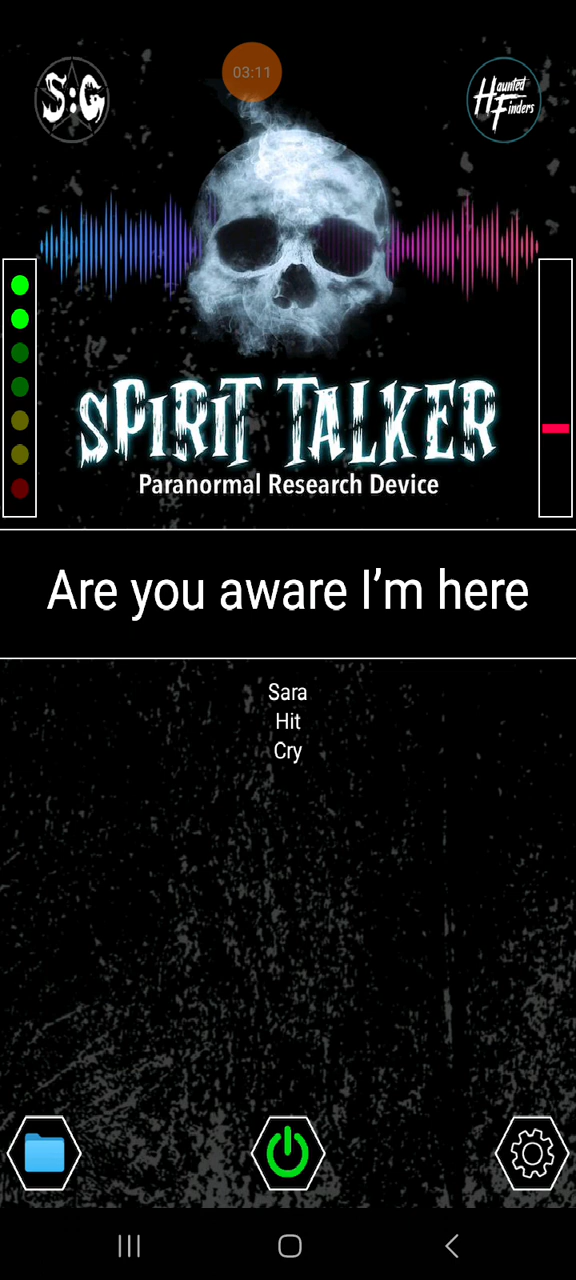 03:11
S:G
Haunted
Finders
SPIRIT TALKER
Paranormal Research Device
Are you aware I’m here
Sara
Hit
Cry